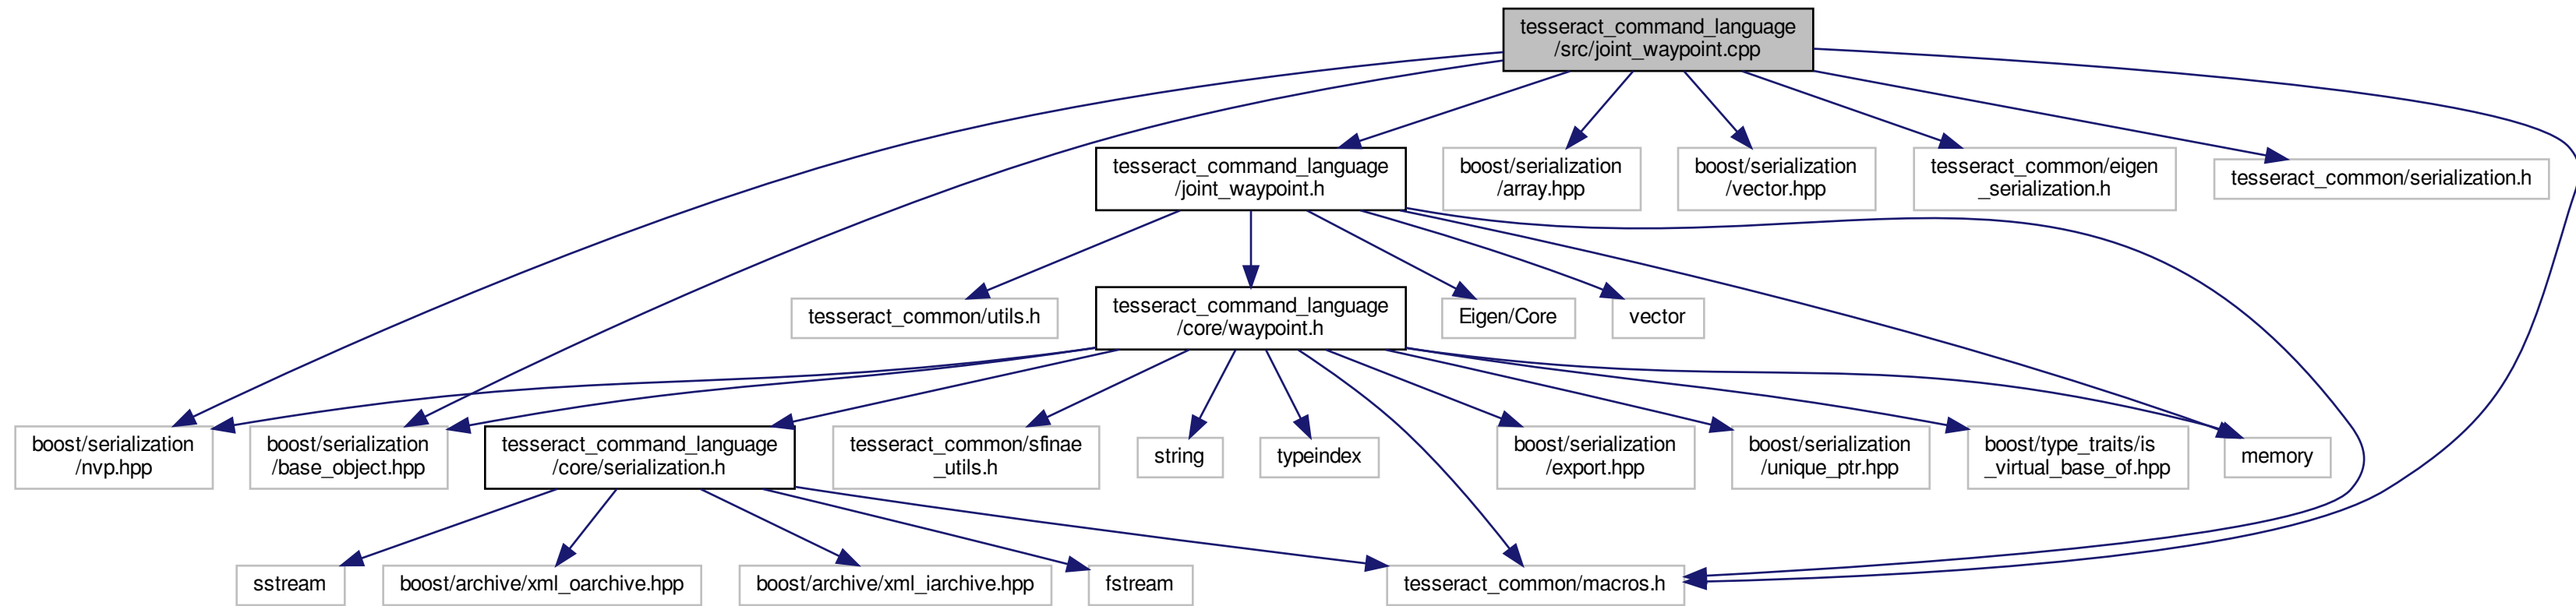 tesseract_command_language
/src/joint_waypoint.cpp
tesseract_command_language
/joint_waypoint.h
boost/serialization
/array.hpp
boost/serialization
/vector.hpp
tesseract_common/eigen
_serialization.h
tesseract_common/serialization.h
tesseract_common/utils.h
tesseract_command_language
/core/waypoint.h
Eigen/Core
vector
boost/serialization
/nvp.hpp
boost/serialization
/base_object.hpp
tesseract_command_language
/core/serialization.h
tesseract_common/sfinae
_utils.h
string
typeindex
boost/serialization
/export.hpp
boost/serialization
/unique_ptr.hpp
boost/type_traits/is
_virtual_base_of.hpp
memory
sstream
boost/archive/xml_oarchive.hpp
boost/archive/xml_iarchive.hpp
fstream
tesseract_common/macros.h